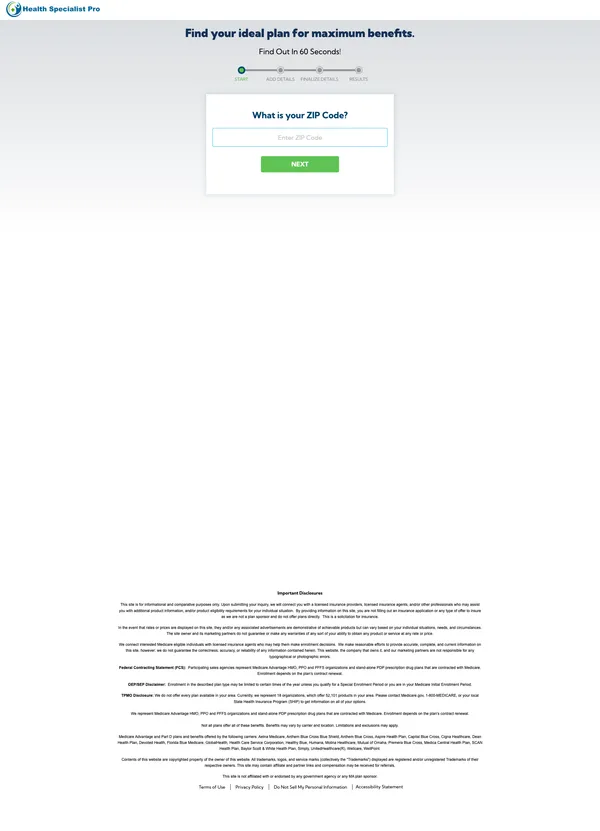 Health Specialist Pro
Find your ideal plan for maximum benefits.
Find Out In 60 Seconds!
START ADD DETAILS FINALIZE DETAILS RESULTS
What is your ZIP Code?
Enter ZIP Code
NEXT
Important Disclosures
This site is for informational and comparative purposes only. Upon submitting your inquiry, we will connect you with a licensed insurance providers, licensed insurance agents, and/or other professionals who may assist
you with additional product information, and/or product eligibility requirements for your individual situation. By providing information on this site, you are not filling out an insurance application or any type of offer to insure
as we are not a plan sponsor and do not offer plans directly. This is a solicitation for insurance.
In the event that rates or prices are displayed on this site, they and/or any associated advertisements are demonstrative of achievable products but can vary based on your individual situations, needs, and circumstances.
The site owner and its marketing partners do not guarantee or make any warranties of any sort of your ability to obtain any product or service at any rate or price.
We connect interested Medicare eligible individuals with licensed insurance agents who may help them make enrollment decisions. We make reasonable efforts to provide accurate, complete, and current information on
this site, however; we do not guarantee the correctness, accuracy, or reliability of any information contained herein. This website, the company that owns it, and our marketing partners are not responsible for any
typographical or photographic errors.
Federal Contracting Statement (FCS): Participating sales agencies represent Medicare Advantage HMO, PPO and PFFS organizations and stand-alone PDP prescription drug plans that are contracted with Medicare.
Enrollment depends on the plan's contract renewal.
OEP/SEP Disclaimer: Enrollment in the described plan type may be limited to certain times of the year unless you qualify for a Special Enrollment Period or you are in your Medicare Initial Enrollment Period.
TPMO Disclosure: We do not offer every plan available in your area. Currently, we represent 18 organizations, which offer 52,101 products in your area. Please contact Medicare.gov, 1-800-MEDICARE, or your local
State Health Insurance Program (SHIP) to get information on all of your options.
We represent Medicare Advantage HMO, PPO and PFFS organizations and stand-alone PDP prescription drug plans that are contracted with Medicare. Enrollment depends on the plan's contract renewal.
Not all plans offer all of these benefits. Benefits may vary by carrier and location. Limitations and exclusions may apply.
Medicare Advantage and Part D plans and benefits offered by the following carriers: Aetna Medicare, Anthem Blue Cross Blue Shield, Anthem Blue Cross, Aspire Health Plan, Capital Blue Cross, Cigna Healthcare, Dean
Health Plan, Devoted Health, Florida Blue Medicare, GlobalHealth, Health Care Service Corporation, Healthy Blue, Humana, Molina Healthcare, Mutual of Omaha, Premera Blue Cross, Medica Central Health Plan, SCAN
Health Plan, Baylor Scott & White Health Plan, Simply, UnitedHealthcare(R), Wellcare, WellPoint
Contents of this website are copyrighted property of the owner of this website. All trademarks, logos, and service marks (collectively the "Trademarks") displayed are registered and/or unregistered Trademarks of their
respective owners. This site may contain affiliate and partner links and compensation may be received for referrals.
This site is not affiliated with or endorsed by any government agency or any MA plan sponsor.
Terms of Use | Privacy Policy | Do Not Sell My Personal Information | Accessibility Statement